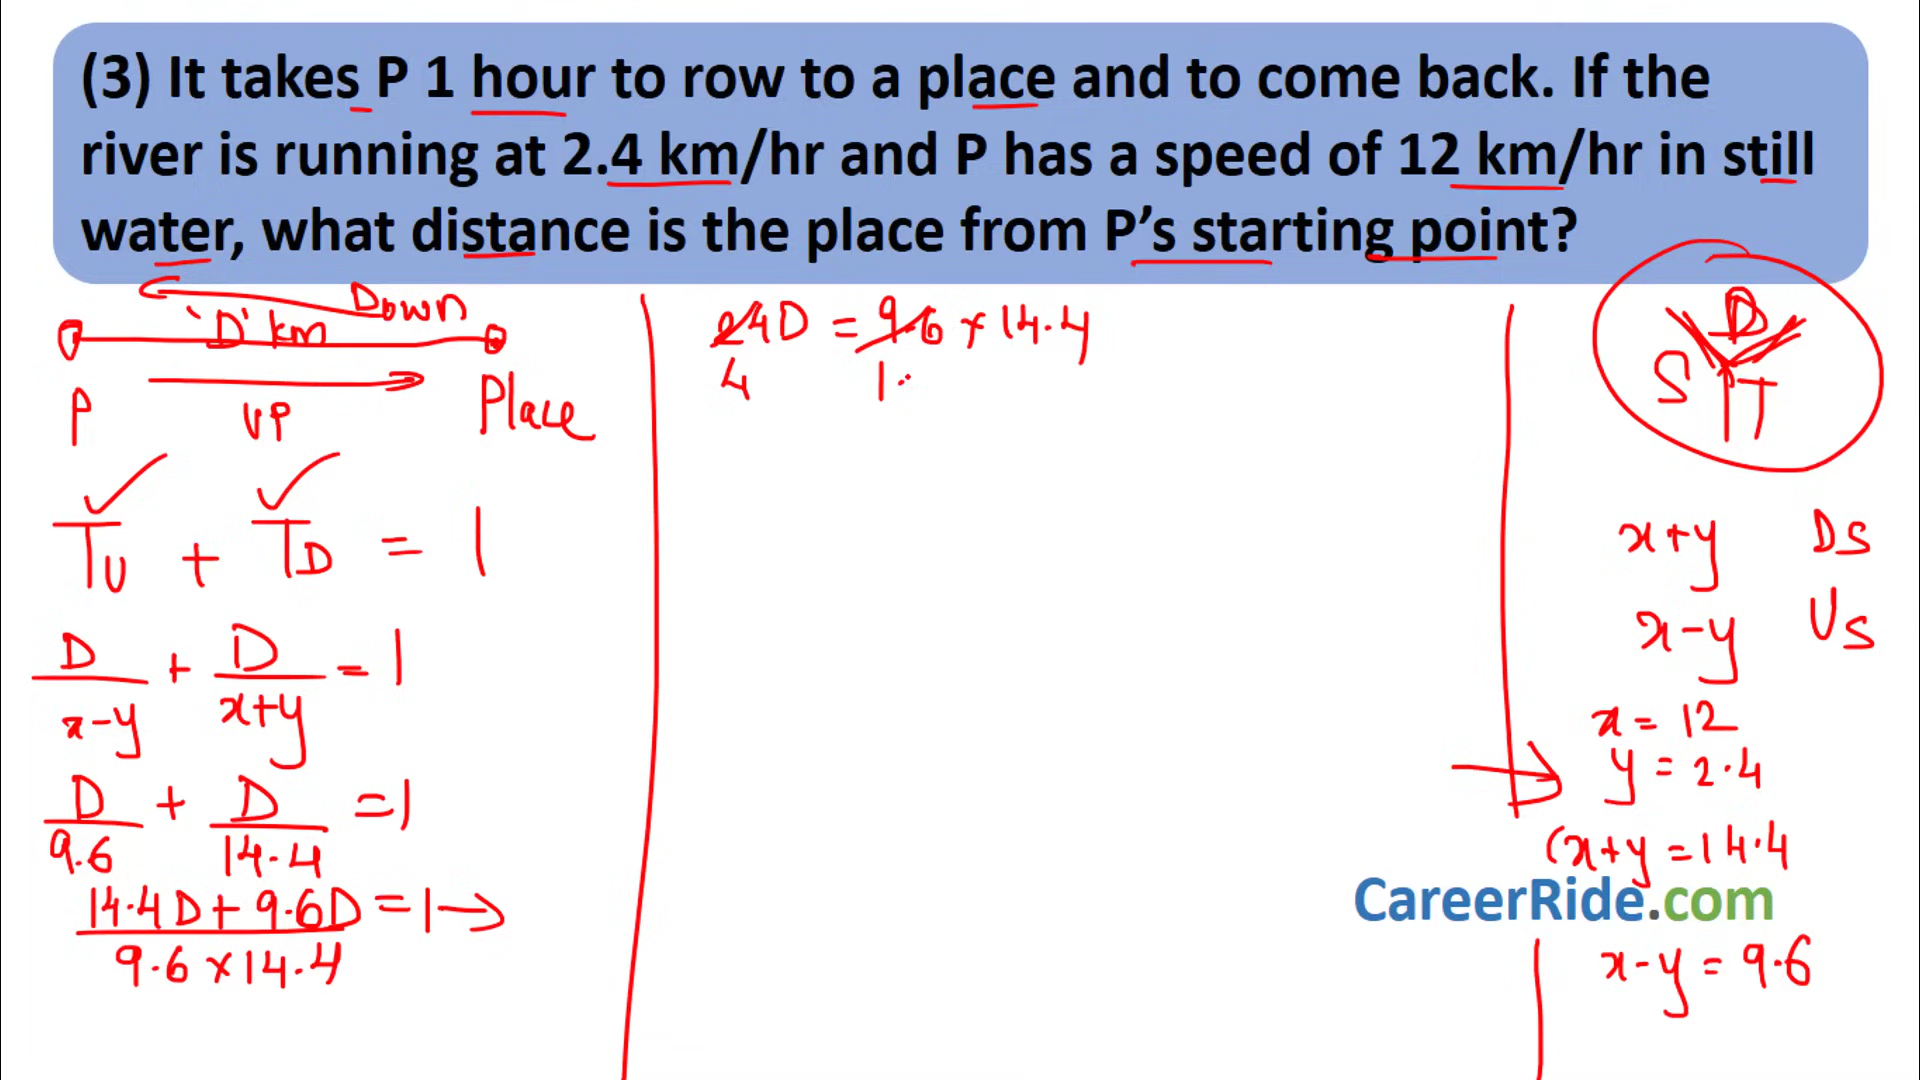 (3) It takes P 1 hour to row to a place and to come back. If the
river is running at 2.4 km/hr and P has a speed of 12 km/hr in still
water, what distance is the place from P's starting point?
Down
'D' km
P UP Place
T_U + T_D = 1
D/x-y + D/x+y = 1
D/9.6 + D/14.4 = 1
14.4D + 9.6D/9.6 × 14.4 = 1 →
24D = 9.6 × 14.4
4 1.
D
S T
x+y DS
x-y US
x = 12
y = 2.4
(x+y = 14.4
CareerRide.com
x-y = 9.6